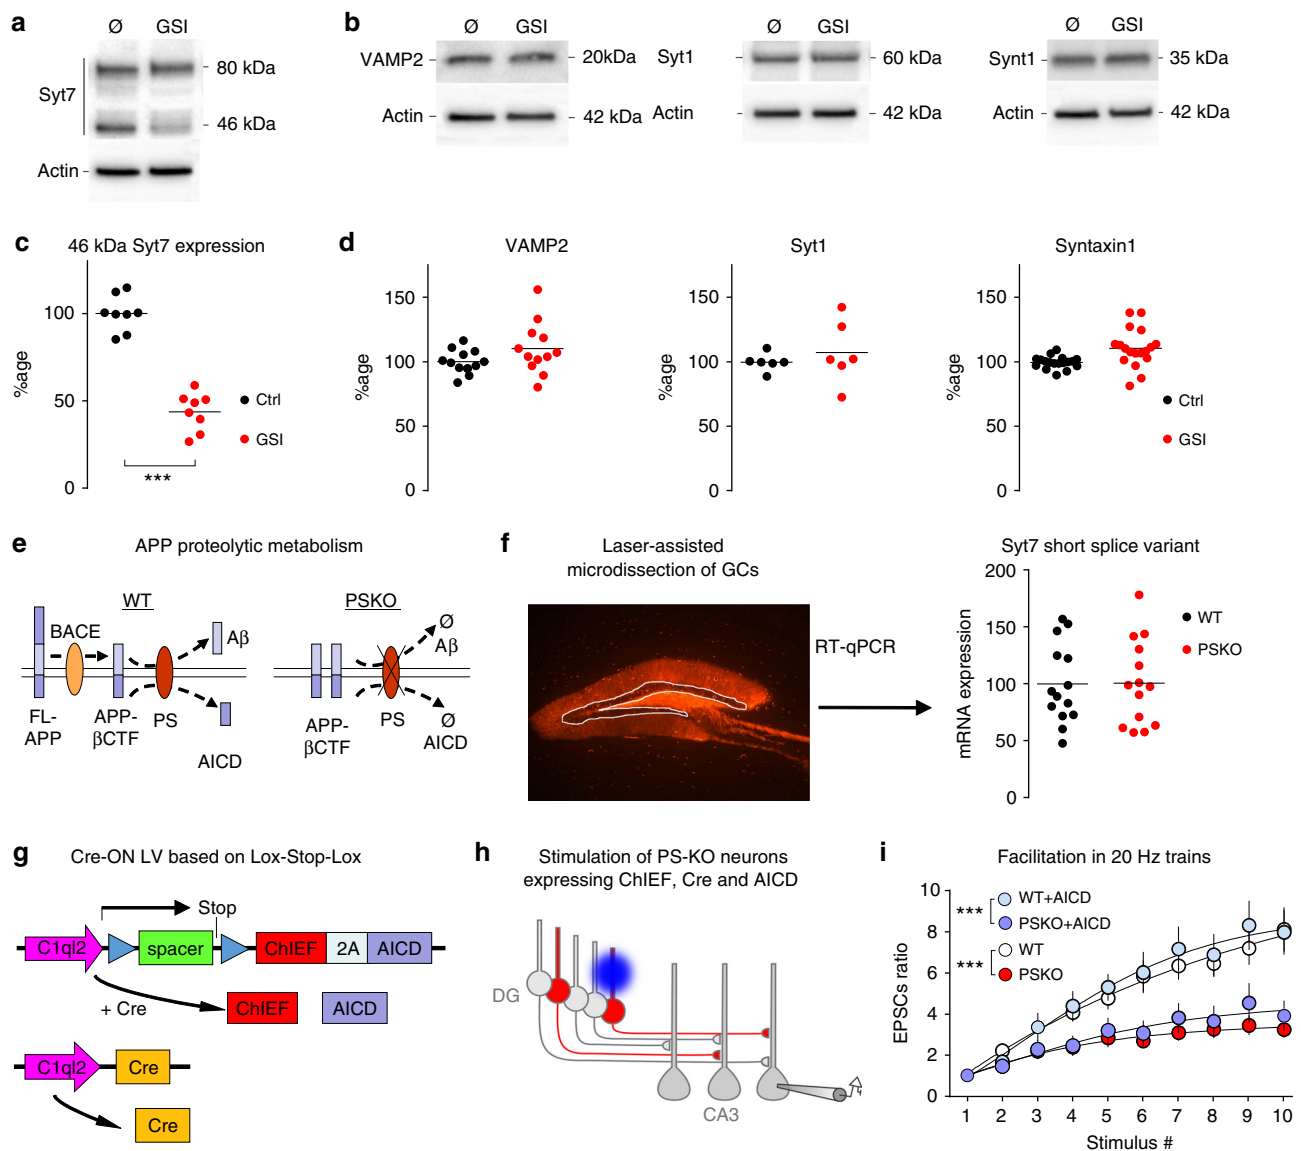 a
Ø GSI
Syt7
80 kDa
46 kDa
Actin
b
Ø GSI
VAMP2 20kDa
Actin 42 kDa
Ø GSI
Syt1 60 kDa
Actin 42 kDa
Ø GSI
Synt1 35 kDa
Actin 42 kDa
c
46 kDa Syt7 expression
%age
100
50
0
Ctrl
GSI
***
d
VAMP2
%age
150
100
50
0
Syt1
%age
150
100
50
0
Syntaxin1
%age
150
100
50
0
Ctrl
GSI
e
APP proteolytic metabolism
WT
BACE
Aβ
FL-
APP
APP-
βCTF
PS
AICD
PSKO
Ø
Aβ
APP-
βCTF
PS
Ø
AICD
f
Laser-assisted
microdissection of GCs
RT-qPCR
Syt7 short splice variant
mRNA expression
200
150
100
50
0
WT
PSKO
g
Cre-ON LV based on Lox-Stop-Lox
Stop
C1ql2 spacer ChIEF 2A AICD
+ Cre
ChIEF AICD
C1ql2 Cre
Cre
h
Stimulation of PS-KO neurons
expressing ChIEF, Cre and AICD
DG
CA3
i
Facilitation in 20 Hz trains
EPSCs ratio
10
8
6
4
2
0
*** WT+AICD
PSKO+AICD
*** WT
PSKO
1 2 3 4 5 6 7 8 9 10
Stimulus #